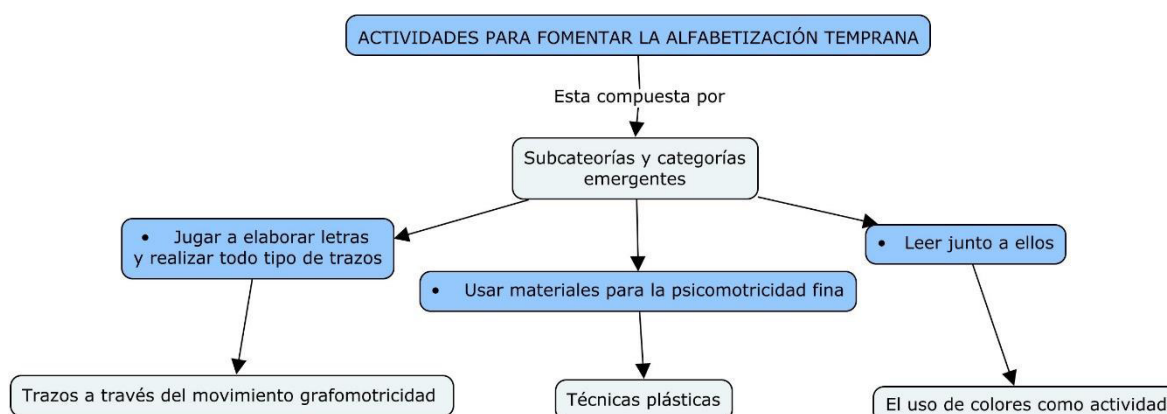 ACTIVIDADES PARA FOMENTAR LA ALFABETIZACIÓN TEMPRANA
Esta compuesta por
Subcateorías y categorías
emergentes
• Jugar a elaborar letras
y realizar todo tipo de trazos
• Usar materiales para la psicomotricidad fina
• Leer junto a ellos
Trazos a través del movimiento grafomotricidad
Técnicas plásticas
El uso de colores como actividad